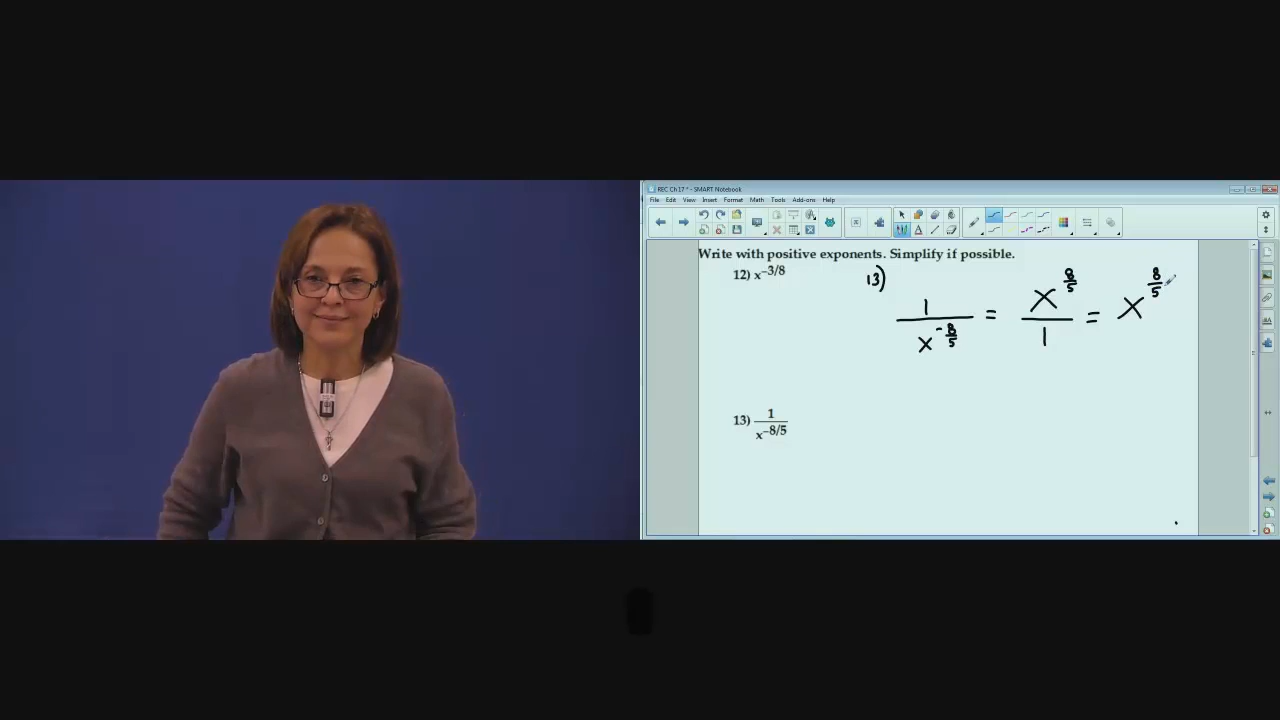 REC Ch17 * - SMART Notebook
File Edit View Insert Format Math Tools Add-ons Help
Write with positive exponents. Simplify if possible.
12) x^–3/8
13)
1/x^-8/5 = x^8/5/1 = x^8/5
13) 1/x^–8/5